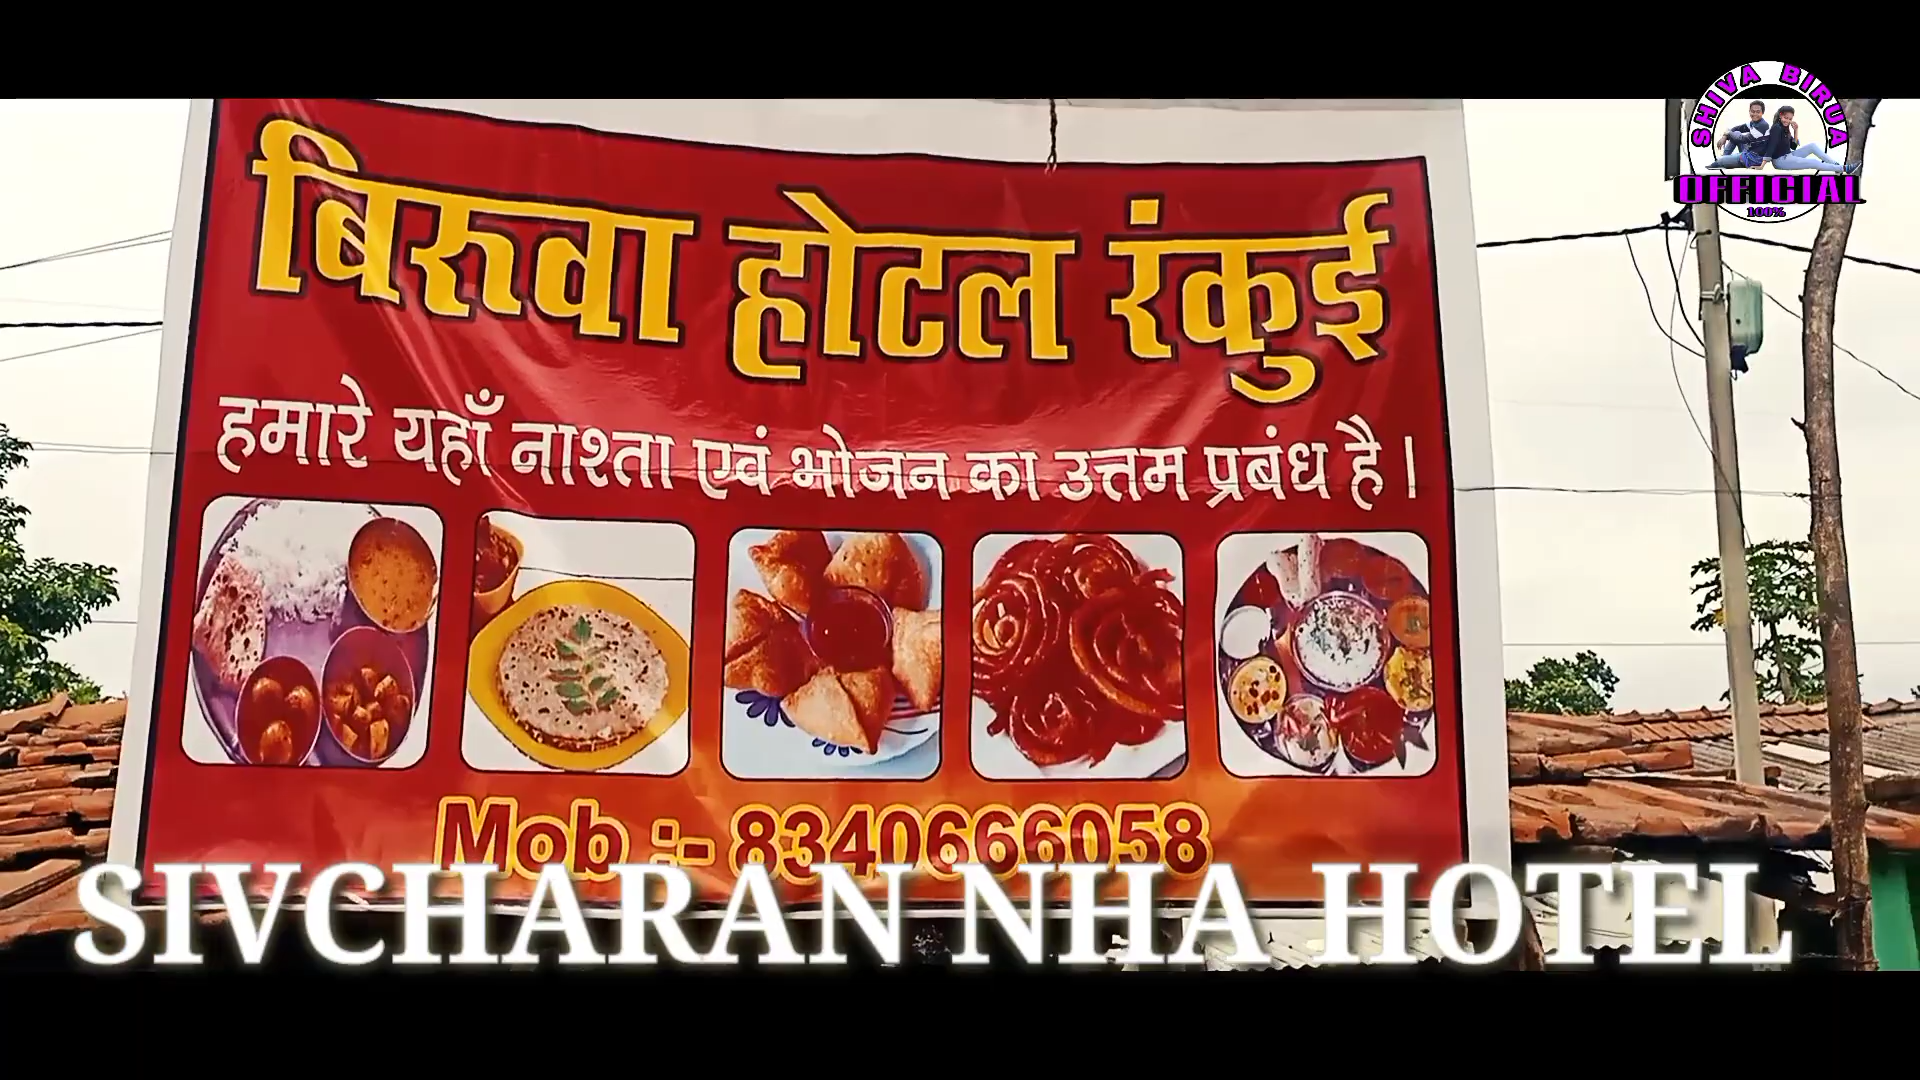 SHIVA BIRUA
OFFICIAL
100%
बिरुवा होटल रंकुई
हमारे यहाँ नाश्ता एवं भोजन का उत्तम प्रबंध है।
Mob :- 8340666058
SIVCHARAN NHA HOTEL